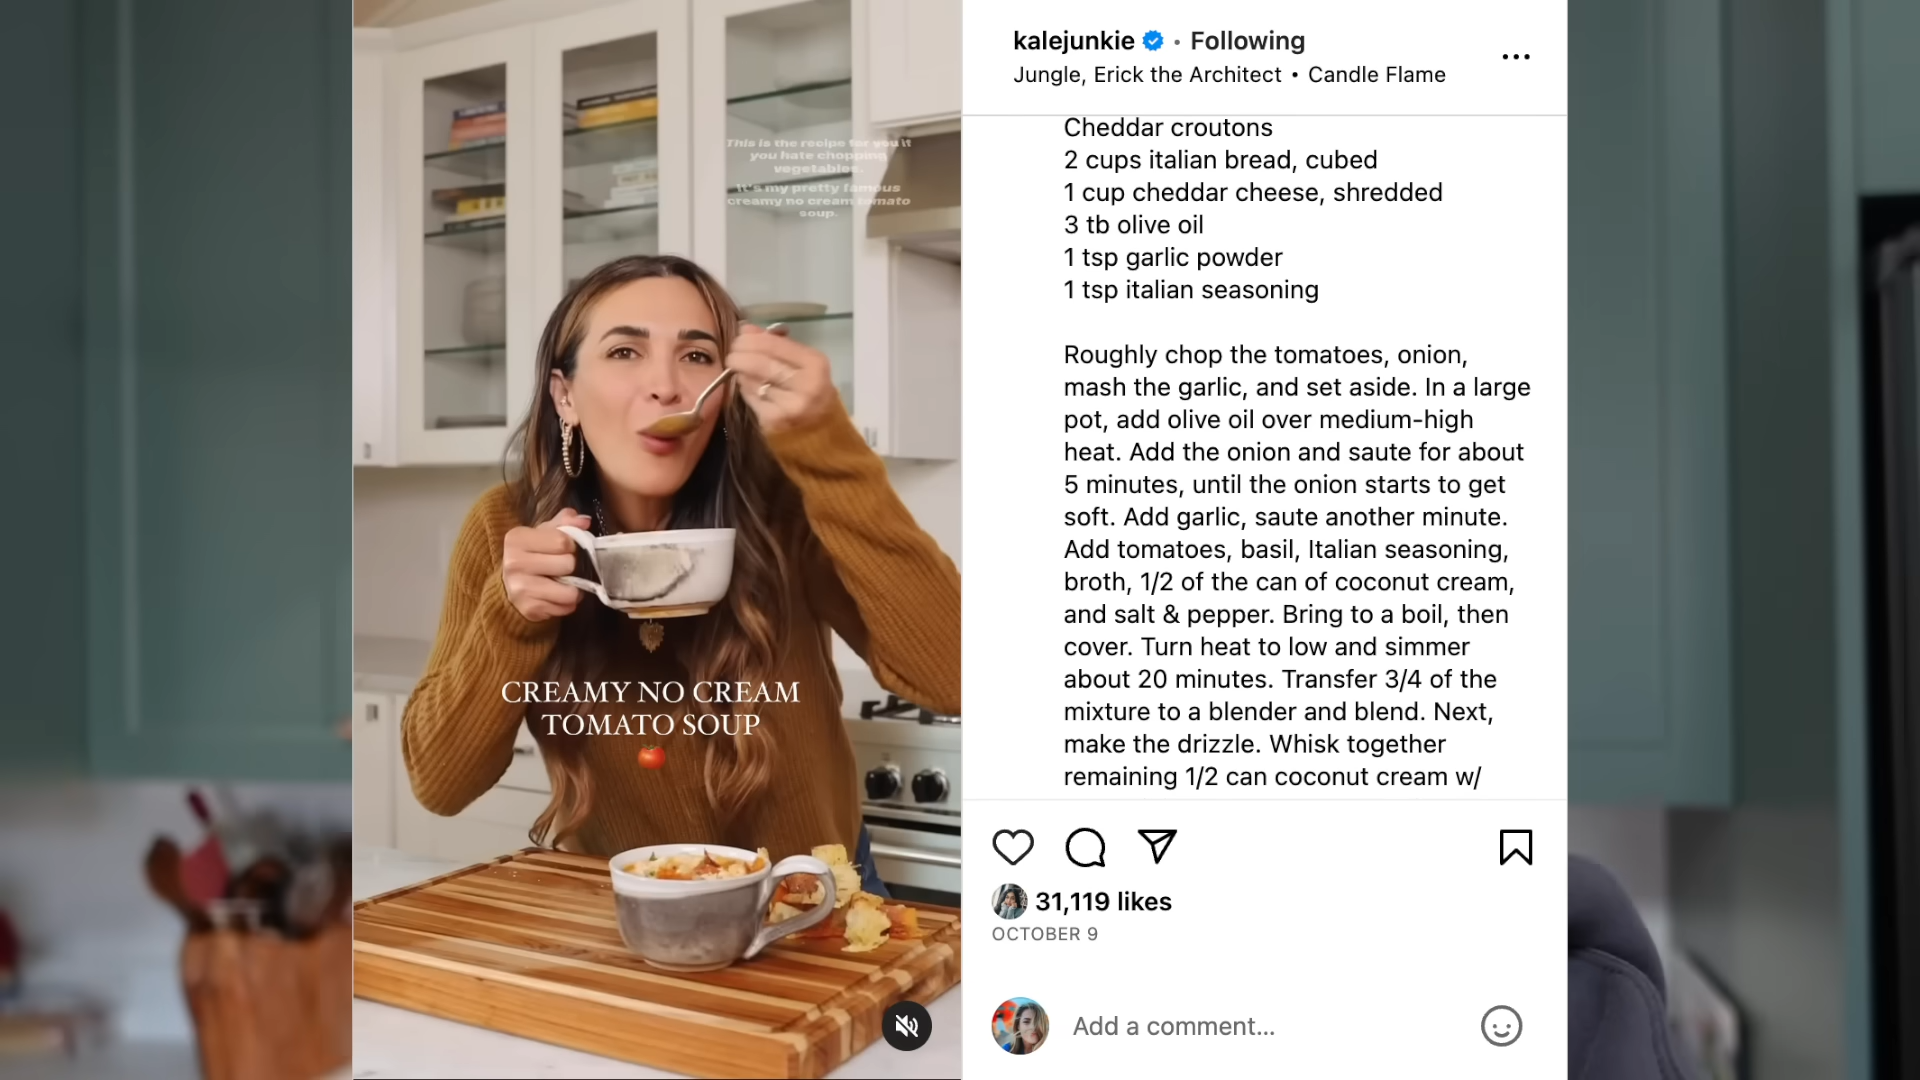 This is the recipe for you if
you hate chopping
vegetables.
It's my pretty famous
creamy no cream tomato
soup.
CREAMY NO CREAM
TOMATO SOUP
kalejunkie • Following
Jungle, Erick the Architect • Candle Flame
Cheddar croutons
2 cups italian bread, cubed
1 cup cheddar cheese, shredded
3 tb olive oil
1 tsp garlic powder
1 tsp italian seasoning
Roughly chop the tomatoes, onion,
mash the garlic, and set aside. In a large
pot, add olive oil over medium-high
heat. Add the onion and saute for about
5 minutes, until the onion starts to get
soft. Add garlic, saute another minute.
Add tomatoes, basil, Italian seasoning,
broth, 1/2 of the can of coconut cream,
and salt & pepper. Bring to a boil, then
cover. Turn heat to low and simmer
about 20 minutes. Transfer 3/4 of the
mixture to a blender and blend. Next,
make the drizzle. Whisk together
remaining 1/2 can coconut cream w/
31,119 likes
OCTOBER 9
Add a comment...